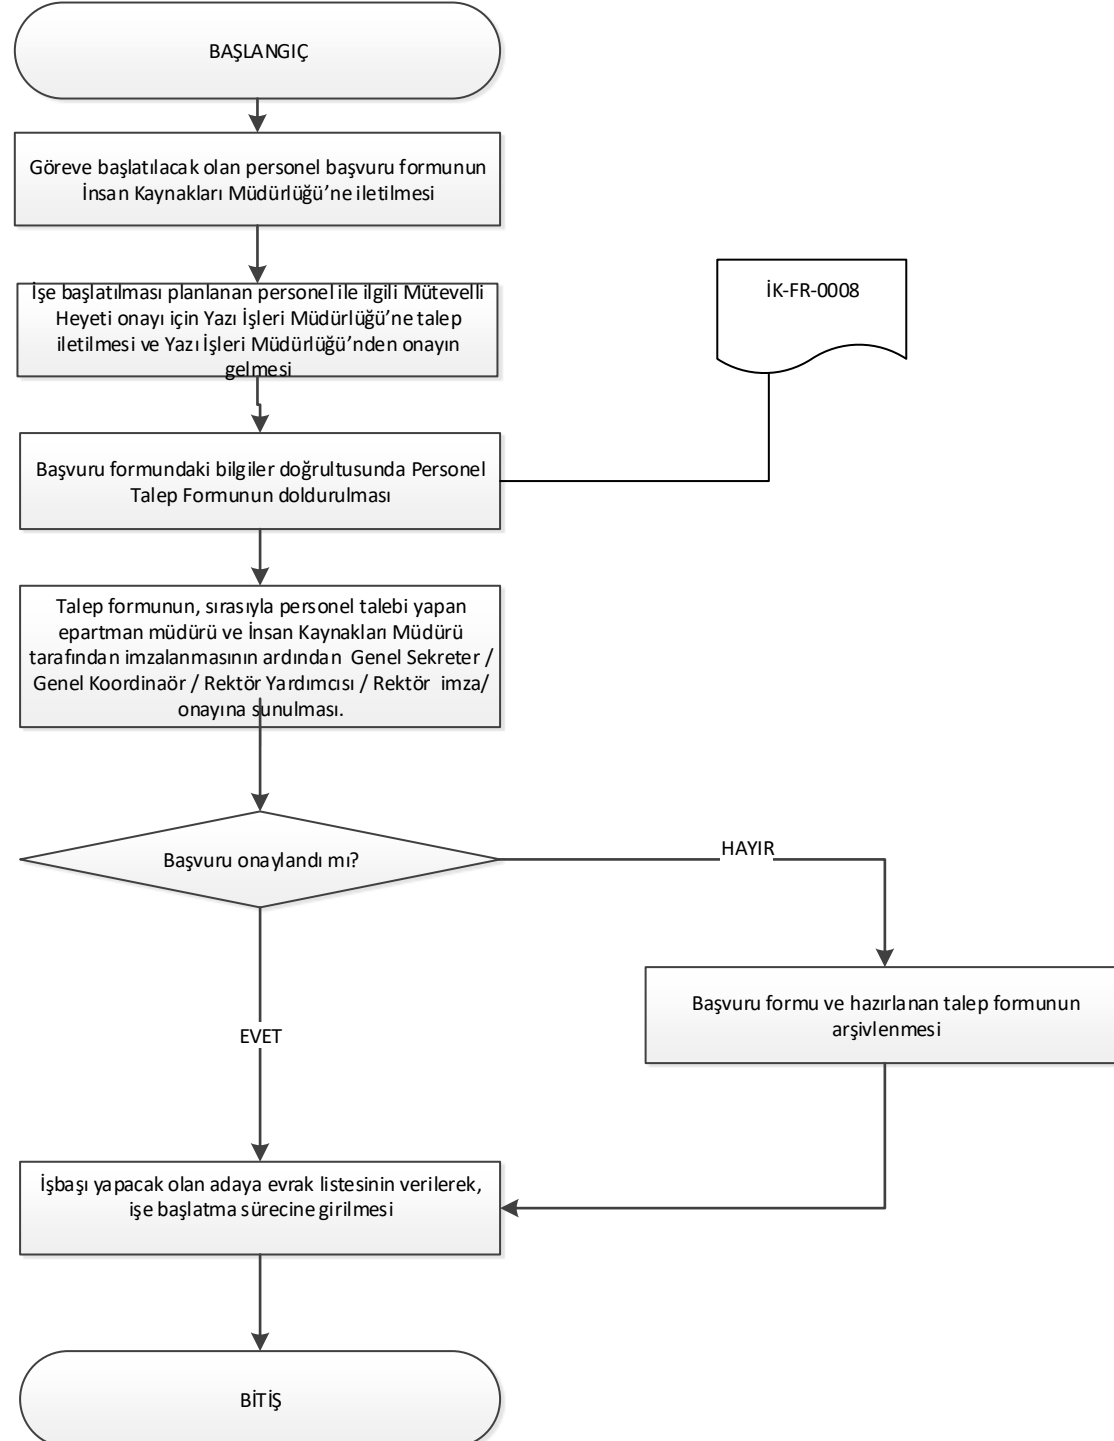 BAŞLANGIÇ
Göreve başlatılacak olan personel başvuru formunun
İnsan Kaynakları Müdürlüğü’ne iletilmesi
İşe başlatılması planlanan personel ile ilgili Mütevelli
Heyeti onayı için Yazı İşleri Müdürlüğü’ne talep
iletilmesi ve Yazı İşleri Müdürlüğü’nden onayın
gelmesi
İK-FR-0008
Başvuru formundaki bilgiler doğrultusunda Personel
Talep Formunun doldurulması
Talep formunun, sırasıyla personel talebi yapan
epartman müdürü ve İnsan Kaynakları Müdürü
tarafından imzalanmasının ardından Genel Sekreter /
Genel Koordinaör / Rektör Yardımcısı / Rektör imza/
onayına sunulması.
Başvuru onaylandı mı?
HAYIR
Başvuru formu ve hazırlanan talep formunun
arşivlenmesi
EVET
İşbaşı yapacak olan adaya evrak listesinin verilerek,
işe başlatma sürecine girilmesi
BİTİŞ